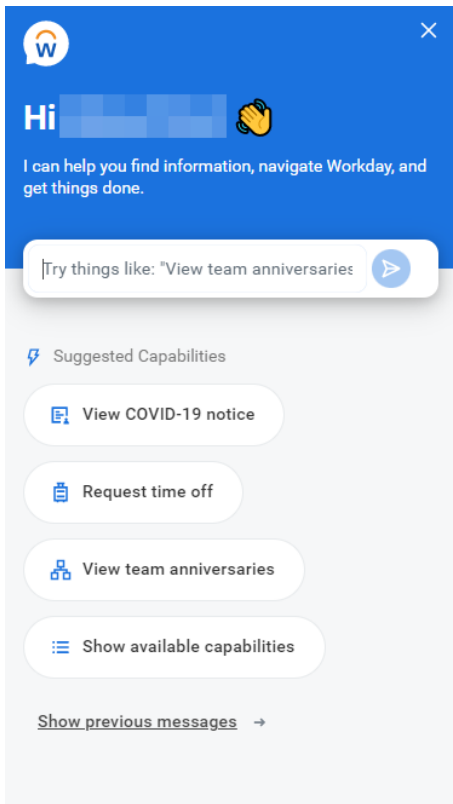 W
Hi
I can help you find information, navigate Workday, and
get things done.
Try things like: "View team anniversaries
Suggested Capabilities
View COVID-19 notice
Request time off
View team anniversaries
Show available capabilities
Show previous messages →